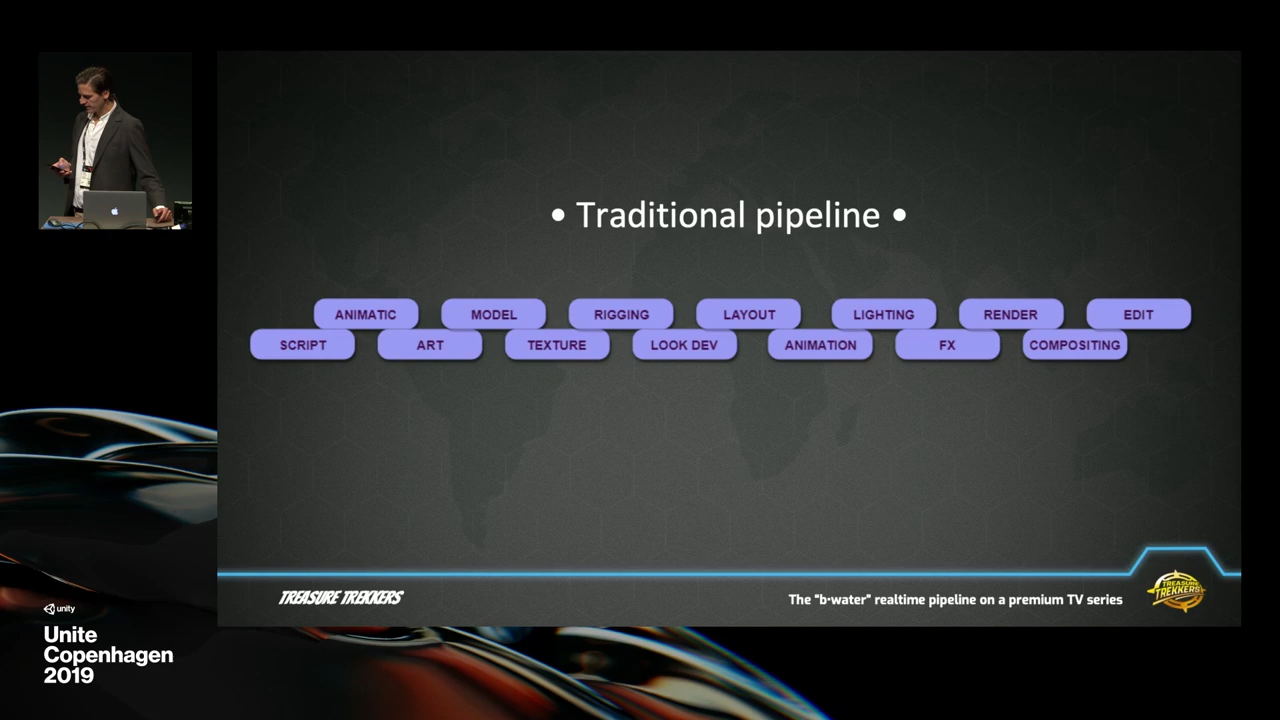 • Traditional pipeline •
ANIMATIC MODEL RIGGING LAYOUT LIGHTING RENDER EDIT
SCRIPT ART TEXTURE LOOK DEV ANIMATION FX COMPOSITING
TREASURE TREKKERS
The "b·water" realtime pipeline on a premium TV series
TREASURE
TREKKERS
unity
Unite
Copenhagen
2019